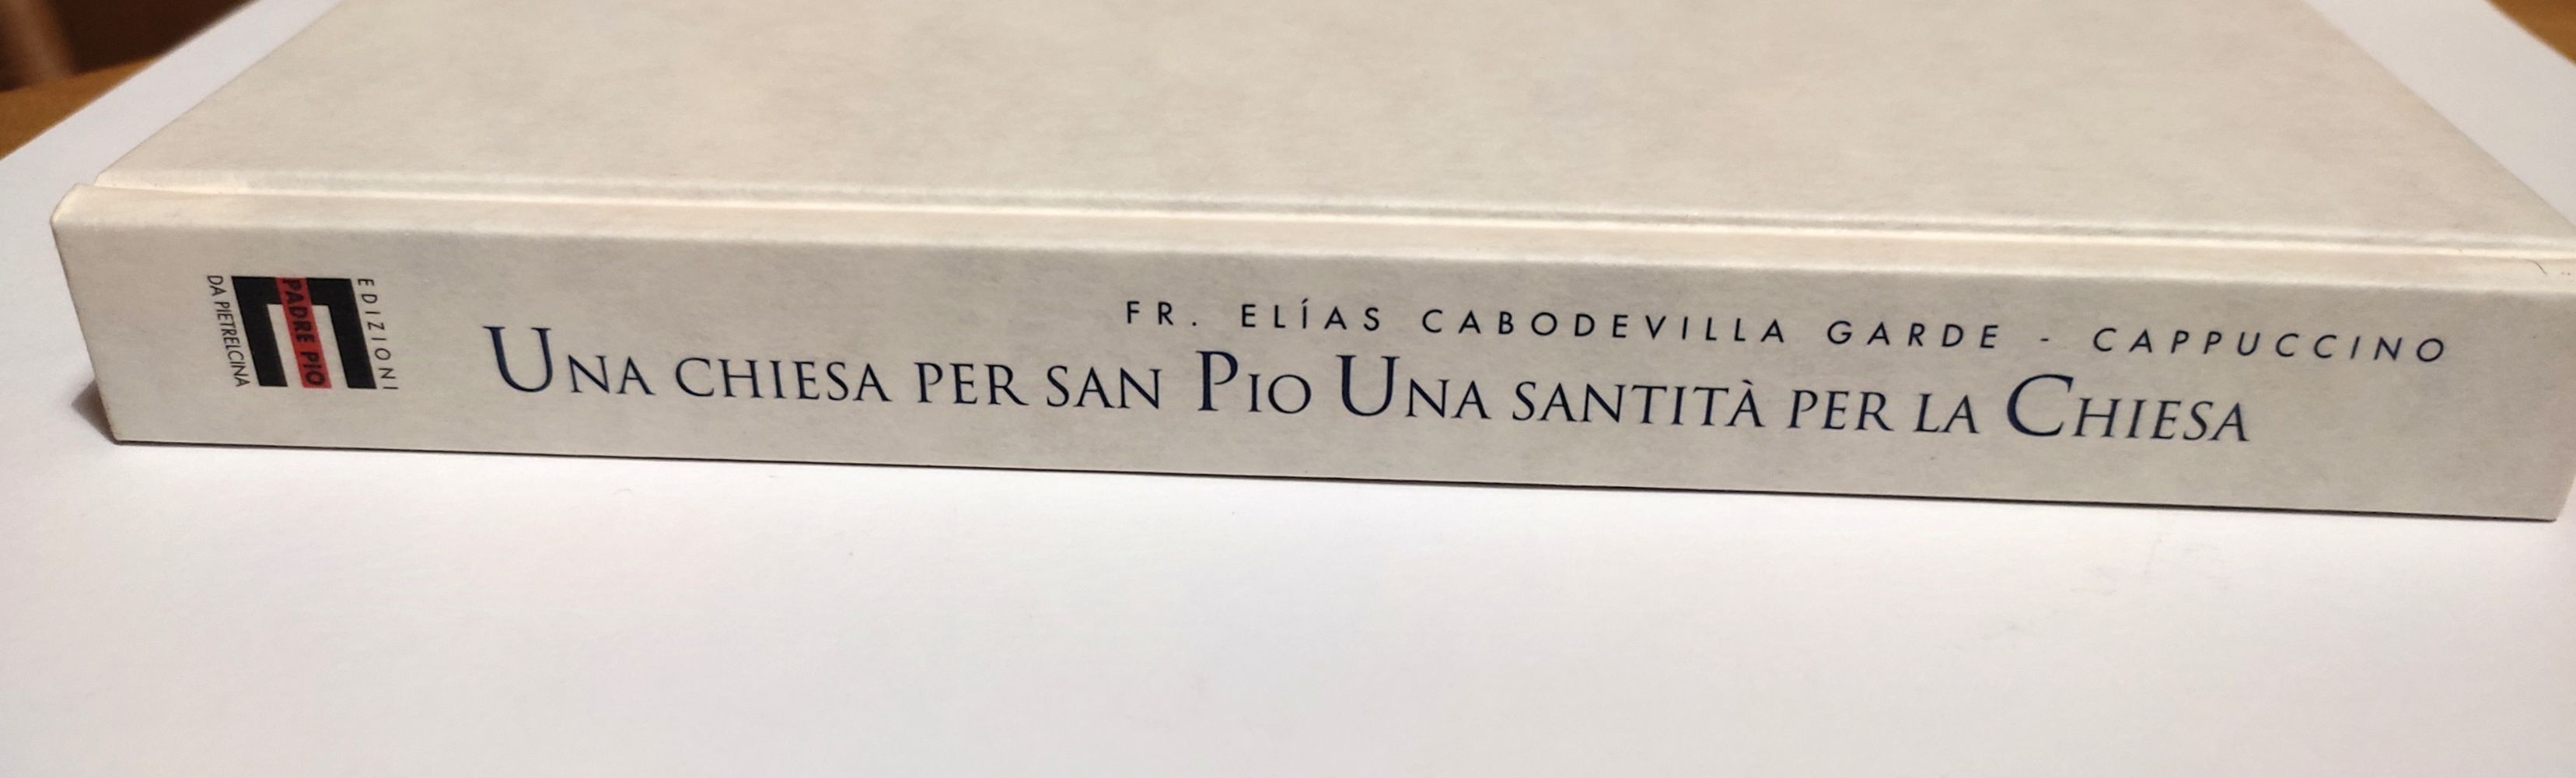 EDIZIONI
PADRE PIO
DA PIETRELCINA
FR. ELÍAS CABODEVILLA GARDE - CAPPUCCINO
UNA CHIESA PER SAN PIO UNA SANTITÀ PER LA CHIESA